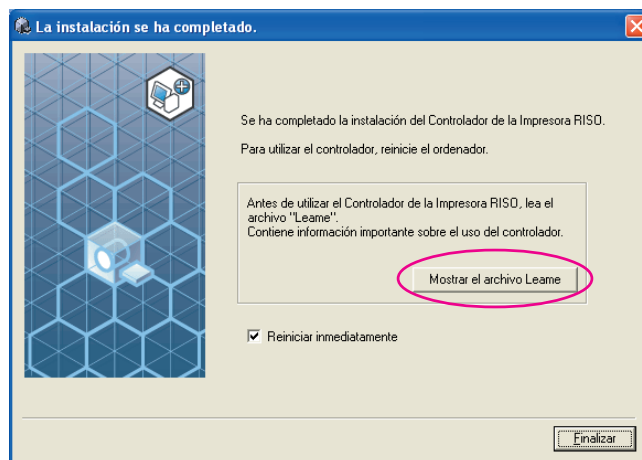 La instalación se ha completado.
Se ha completado la instalación del Controlador de la Impresora RISO.
Para utilizar el controlador, reinicie el ordenador.
Antes de utilizar el Controlador de la Impresora RISO, lea el
archivo "Leame".
Contiene información importante sobre el uso del controlador.
Mostrar el archivo Leame
Reiniciar inmediatamente
Finalizar